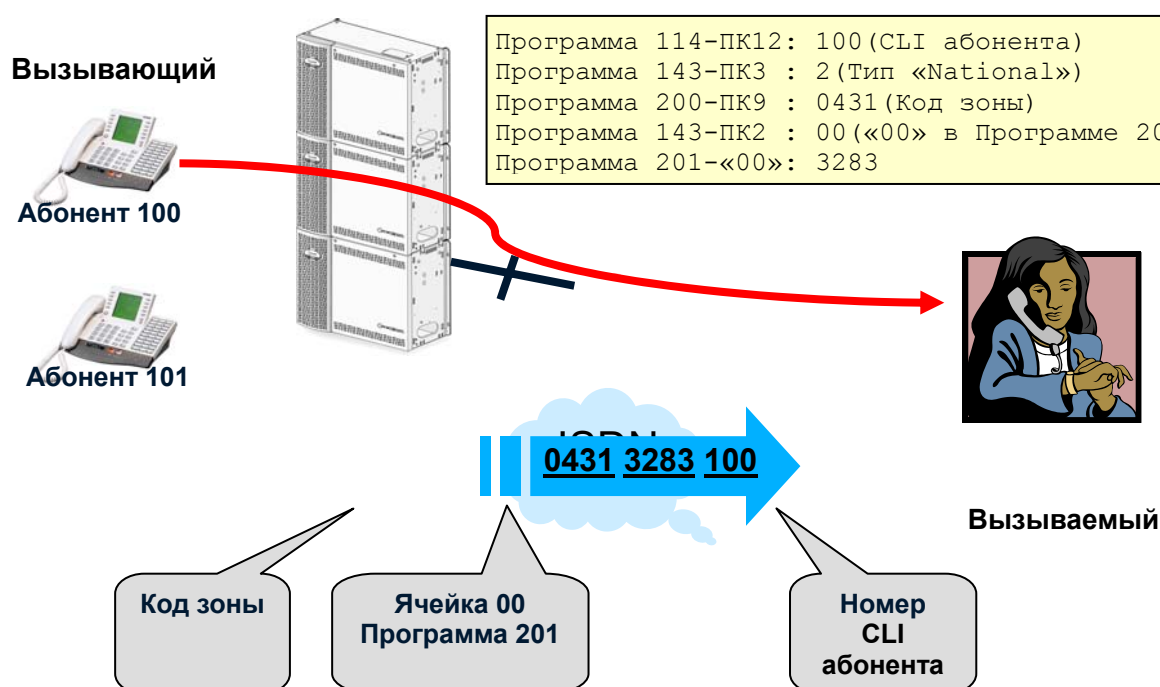 Программа 114-ПК12: 100(CLI абонента)
Программа 143-ПК3 : 2(Тип «National»)
Программа 200-ПК9 : 0431(Код зоны)
Программа 143-ПК2 : 00(«00» в Программе 20
Программа 201-«00»: 3283
Вызывающий
Абонент 100
Абонент 101
ISDN
0431 3283 100
Вызываемый
Код зоны
Ячейка 00
Программа 201
Номер
CLI
абонента